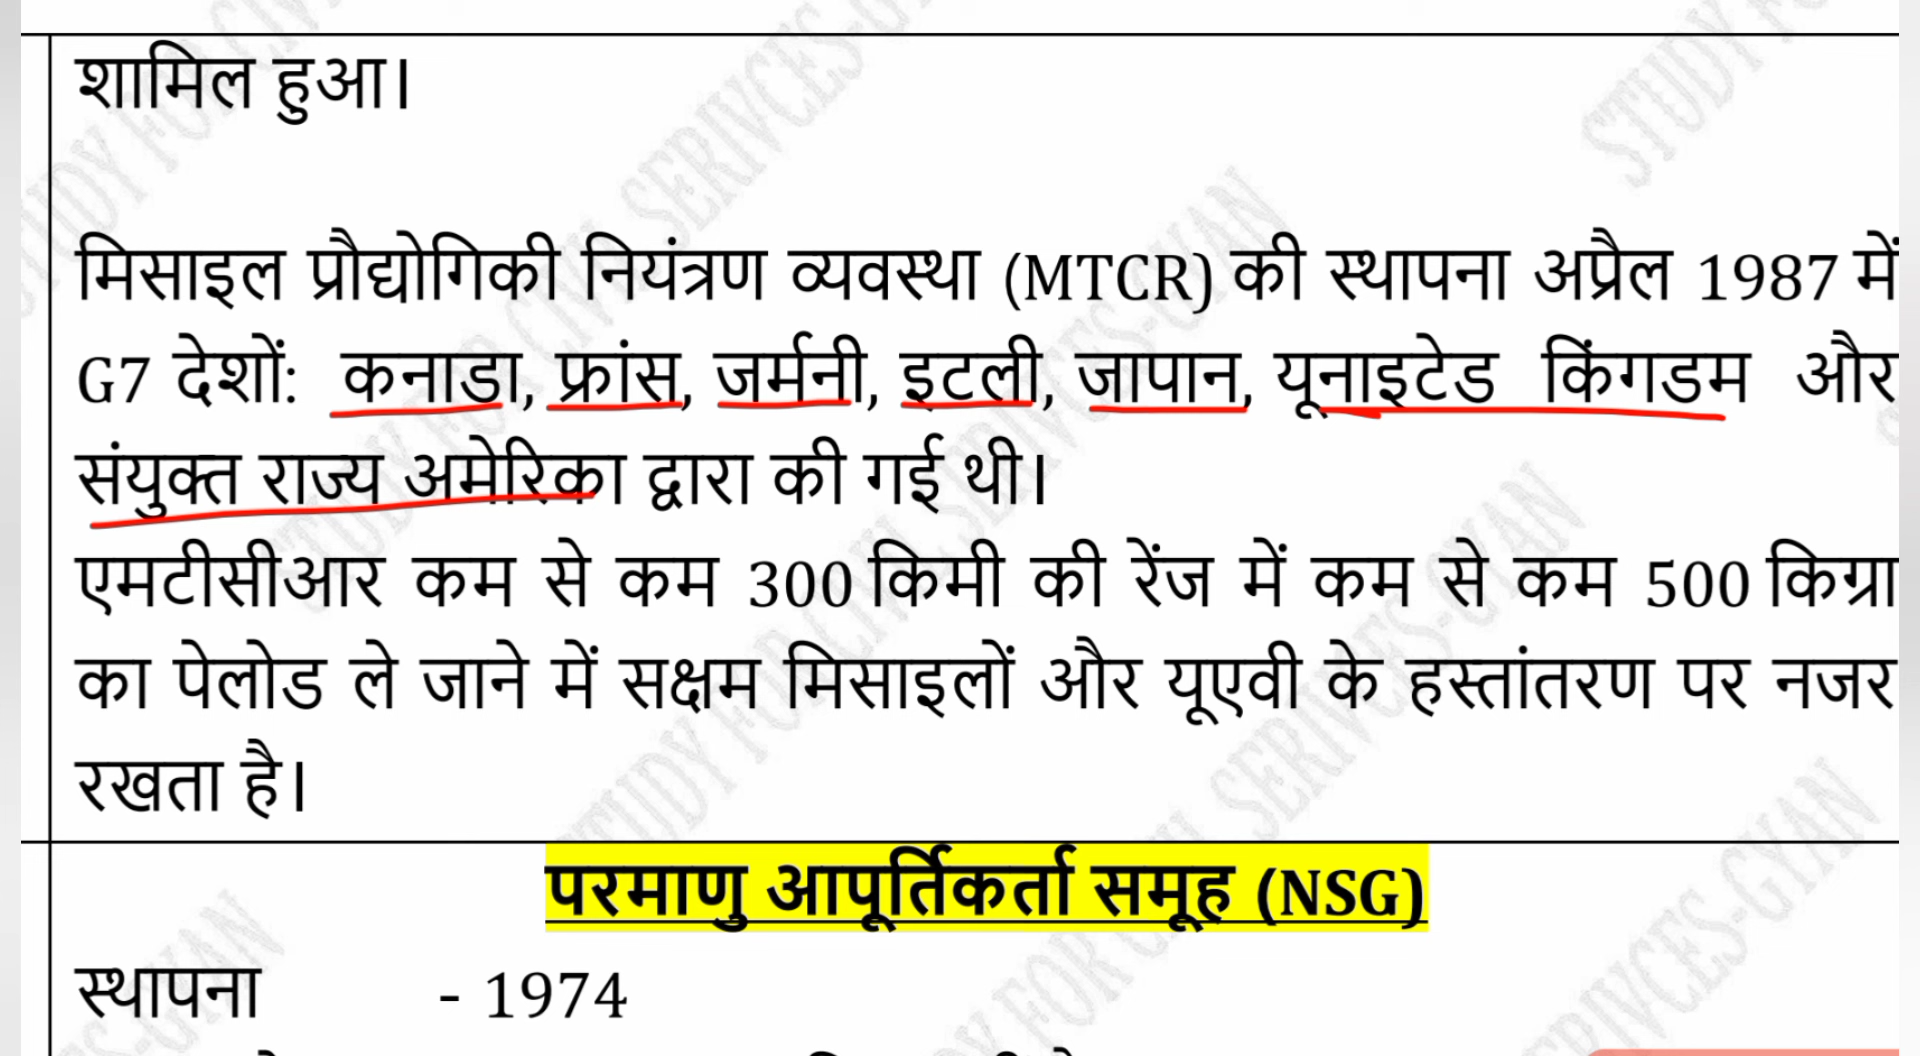 शामिल हुआ।
मिसाइल प्रौद्योगिकी नियंत्रण व्यवस्था (MTCR) की स्थापना अप्रैल 1987 में
G7 देशों: कनाडा, फ्रांस, जर्मनी, इटली, जापान, यूनाइटेड किंगडम और
संयुक्त राज्य अमेरिका द्वारा की गई थी।
एमटीसीआर कम से कम 300 किमी की रेंज में कम से कम 500 किग्रा
का पेलोड ले जाने में सक्षम मिसाइलों और यूएवी के हस्तांतरण पर नजर
रखता है।
परमाणु आपूर्तिकर्ता समूह (NSG)
स्थापना - 1974